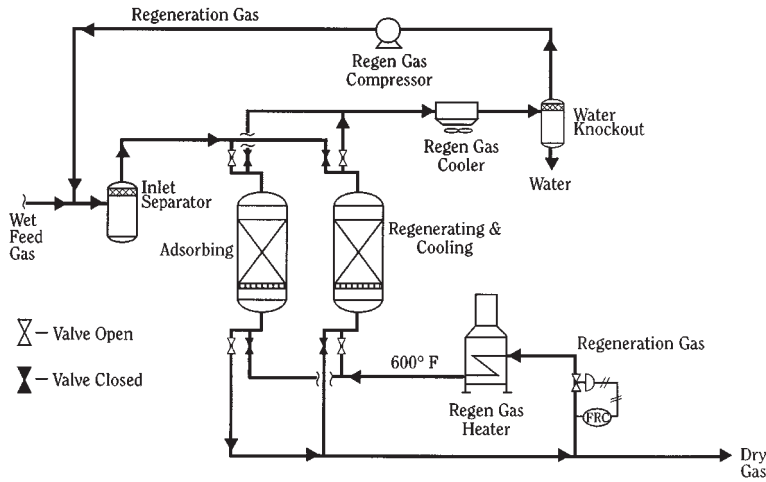 Regeneration Gas
Regen Gas
Compressor
Water
Knockout
Regen Gas
Cooler
Water
Inlet
Separator
Wet
Feed
Gas
Adsorbing
Regenerating &
Cooling
– Valve Open
– Valve Closed
600° F
Regeneration Gas
Regen Gas
Heater
FRC
Dry
Gas